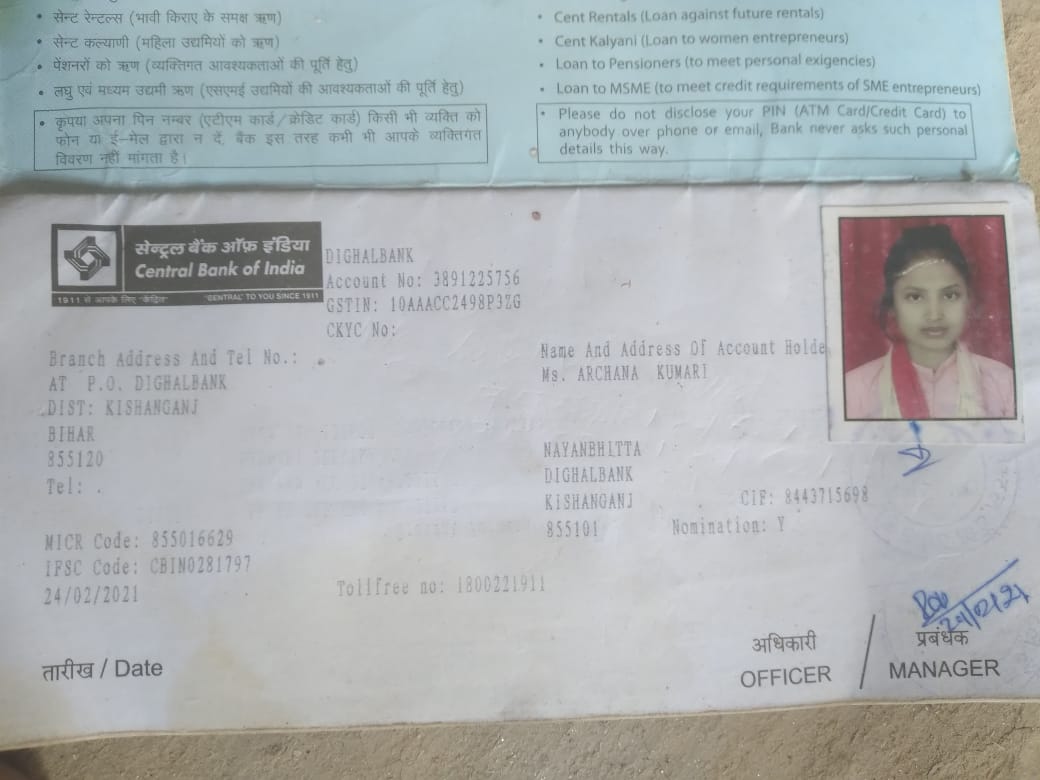 • सेन्ट रेन्टल्स (भावी किराए के समक्ष ऋण)
• सेन्ट कल्याणी (महिला उद्यमियों को ऋण)
• पेंशनरों को ऋण (व्यक्तिगत आवश्यकताओं की पूर्ति हेतु)
• लघु एवं मध्यम उद्यमी ऋण (एसएमई उद्यमियों की आवश्यकताओं की पूर्ति हेतु)
• कृपया अपना पिन नम्बर (एटीएम कार्ड/क्रेडिट कार्ड) किसी भी व्यक्ति को
फोन या ई-मेल द्वारा न दें, बैंक इस तरह कभी भी आपके व्यक्तिगत
विवरण नहीं मांगता है।
• Cent Rentals (Loan against future rentals)
• Cent Kalyani (Loan to women entrepreneurs)
• Loan to Pensioners (to meet personal exigencies)
• Loan to MSME (to meet credit requirements of SME entrepreneurs)
• Please do not disclose your PIN (ATM Card/Credit Card) to
anybody over phone or email, Bank never asks such personal
details this way.
सेन्ट्रल बैंक ऑफ़ इंडिया
Central Bank of India
1911 से आपके लिए "केंद्रित" "CENTRAL" TO YOU SINCE 1911
DIGHALBANK
Account No: 3891225756
GSTIN: 10AAACC2498P3ZG
CKYC No:
Branch Address And Tel No.:
AT P.O. DIGHALBANK
DIST: KISHANGANJ
BIHAR
855120
Tel: .
Name And Address Of Account Holde
Ms. ARCHANA KUMARI
NAYANBHITTA
DIGHALBANK
KISHANGANJ CIF: 8443715698
855101 Nomination: Y
MICR Code: 855016629
IFSC Code: CBIN0281797
24/02/2021 Tollfree no: 1800221911
तारीख / Date
अधिकारी / प्रबंधक
OFFICER / MANAGER